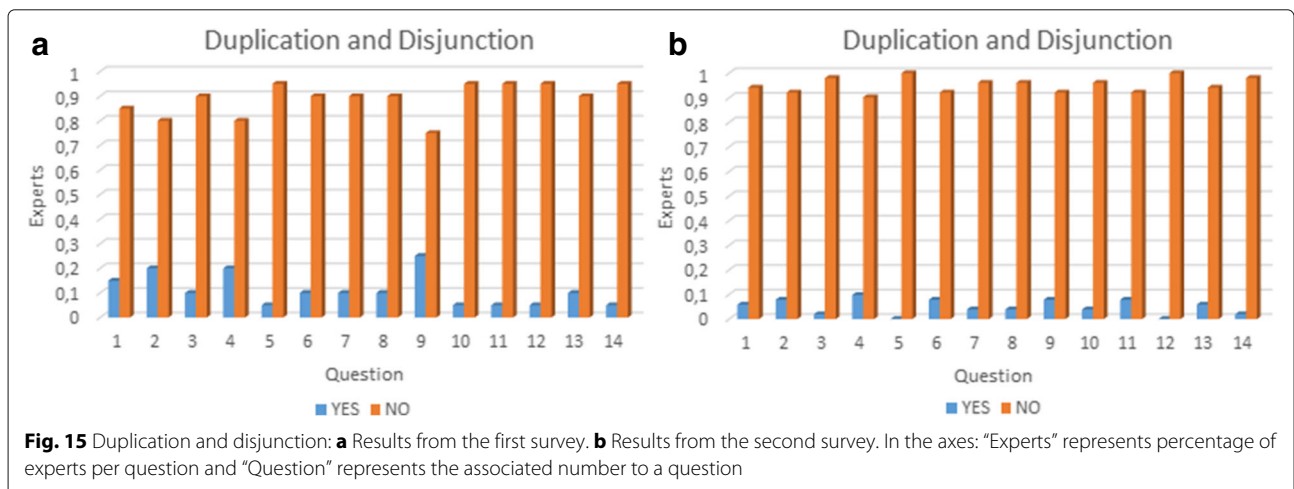 a
Duplication and Disjunction
1
0,9
0,8
0,7
0,6
0,5
0,4
0,3
0,2
0,1
0
Experts
1 2 3 4 5 6 7 8 9 10 11 12 13 14
Question
YES NO
b
Duplication and Disjunction
1
0,9
0,8
0,7
0,6
0,5
0,4
0,3
0,2
0,1
0
Experts
1 2 3 4 5 6 7 8 9 10 11 12 13 14
Question
YES NO
Fig. 15 Duplication and disjunction: a Results from the first survey. b Results from the second survey. In the axes: “Experts” represents percentage of
experts per question and “Question” represents the associated number to a question